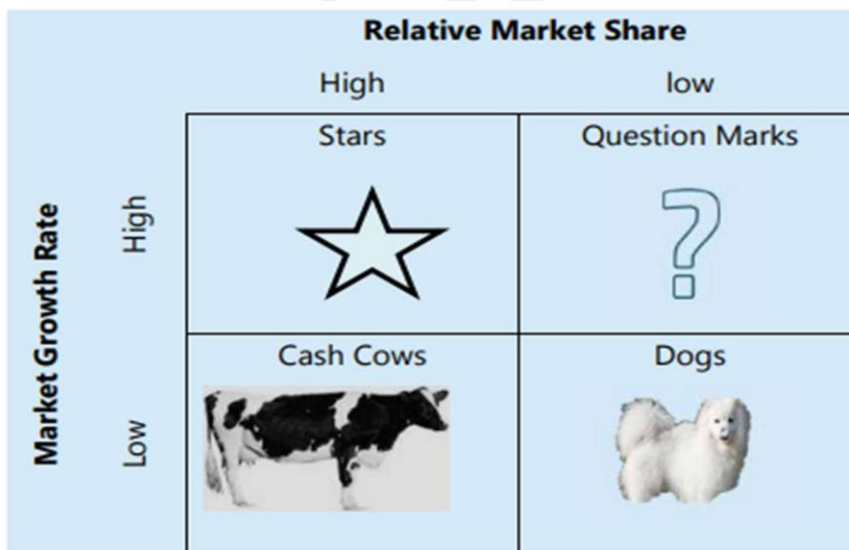 Relative Market Share
High low
Market Growth Rate
High
Stars Question Marks
?
Low
Cash Cows Dogs